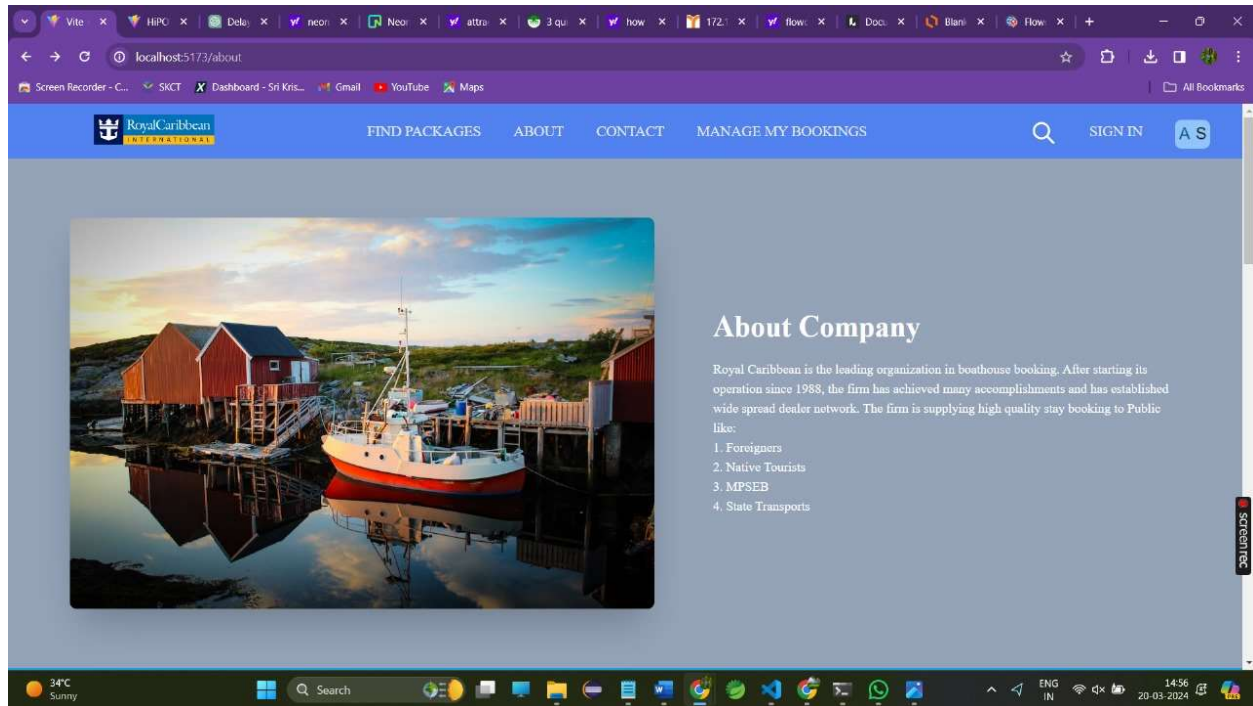 Vite
HiPO
Delay
neon
Neor
attra
3 qui
how
172.1
flowc
Docu
Blank
Flow
localhost:5173/about
Screen Recorder - C...
SKCT
Dashboard - Sri Kris...
Gmail
YouTube
Maps
All Bookmarks
RoyalCaribbean
INTERNATIONAL
FIND PACKAGES
ABOUT
CONTACT
MANAGE MY BOOKINGS
SIGN IN
A S
About Company
Royal Caribbean is the leading organization in boathouse booking. After starting its
operation since 1988, the firm has achieved many accomplishments and has established
wide spread dealer network. The firm is supplying high quality stay booking to Public
like:
1. Foreigners
2. Native Tourists
3. MPSEB
4. State Transports
screenrec
34°C
Sunny
Search
ENG
IN
14:56
20-03-2024